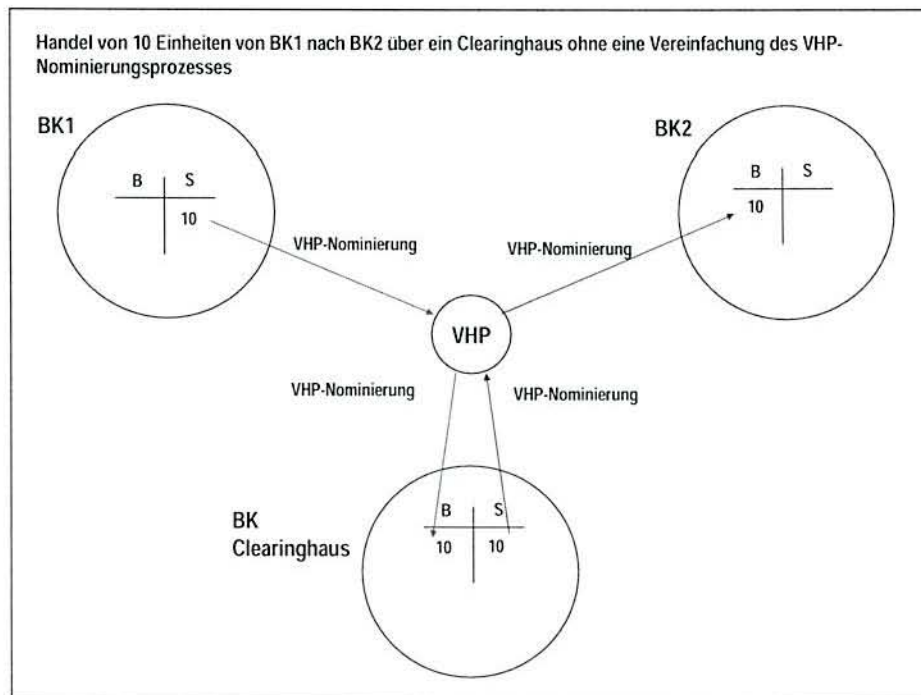 Handel von 10 Einheiten von BK1 nach BK2 über ein Clearinghaus ohne eine Vereinfachung des VHP-
Nominierungsprozesses
BK1
BK2
B S
10
B S
10
VHP-Nominierung
VHP-Nominierung
VHP
VHP-Nominierung
VHP-Nominierung
BK
Clearinghaus
B S
10 10